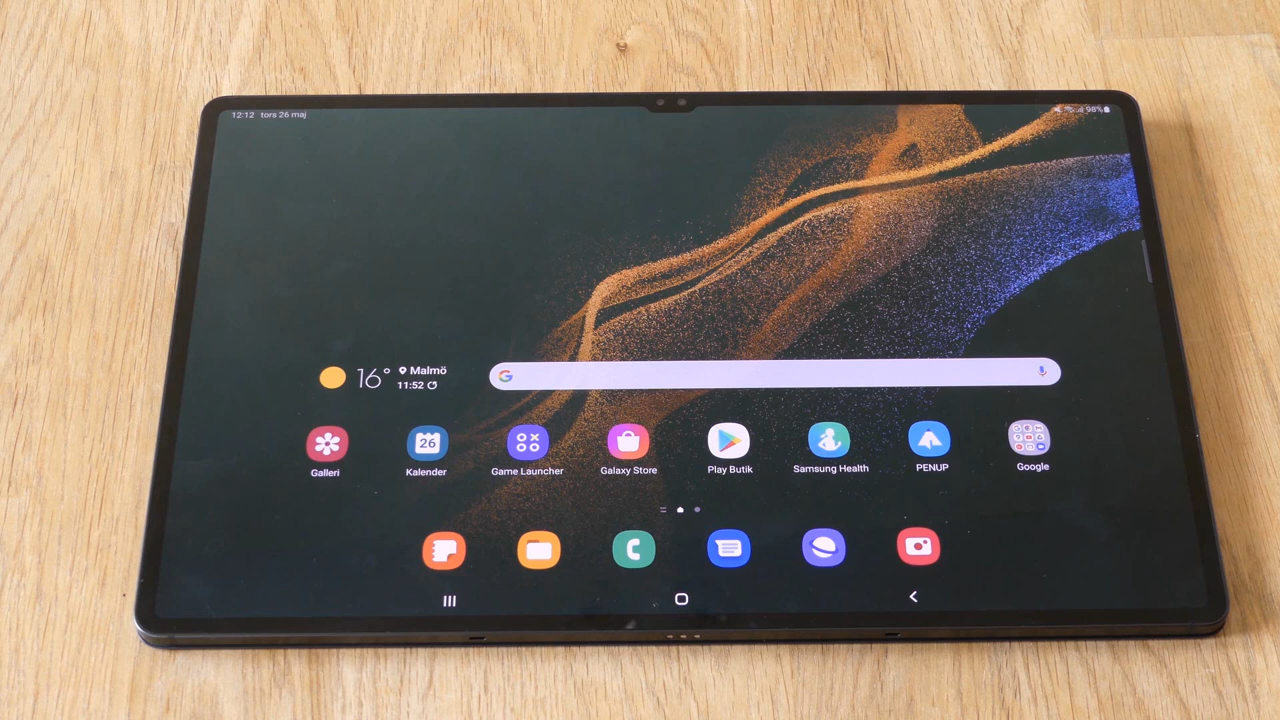 12:12 tors 26 maj
98%
16°
Malmö
11:52
26
Galleri
Kalender
Game Launcher
Galaxy Store
Play Butik
Samsung Health
PENUP
Google